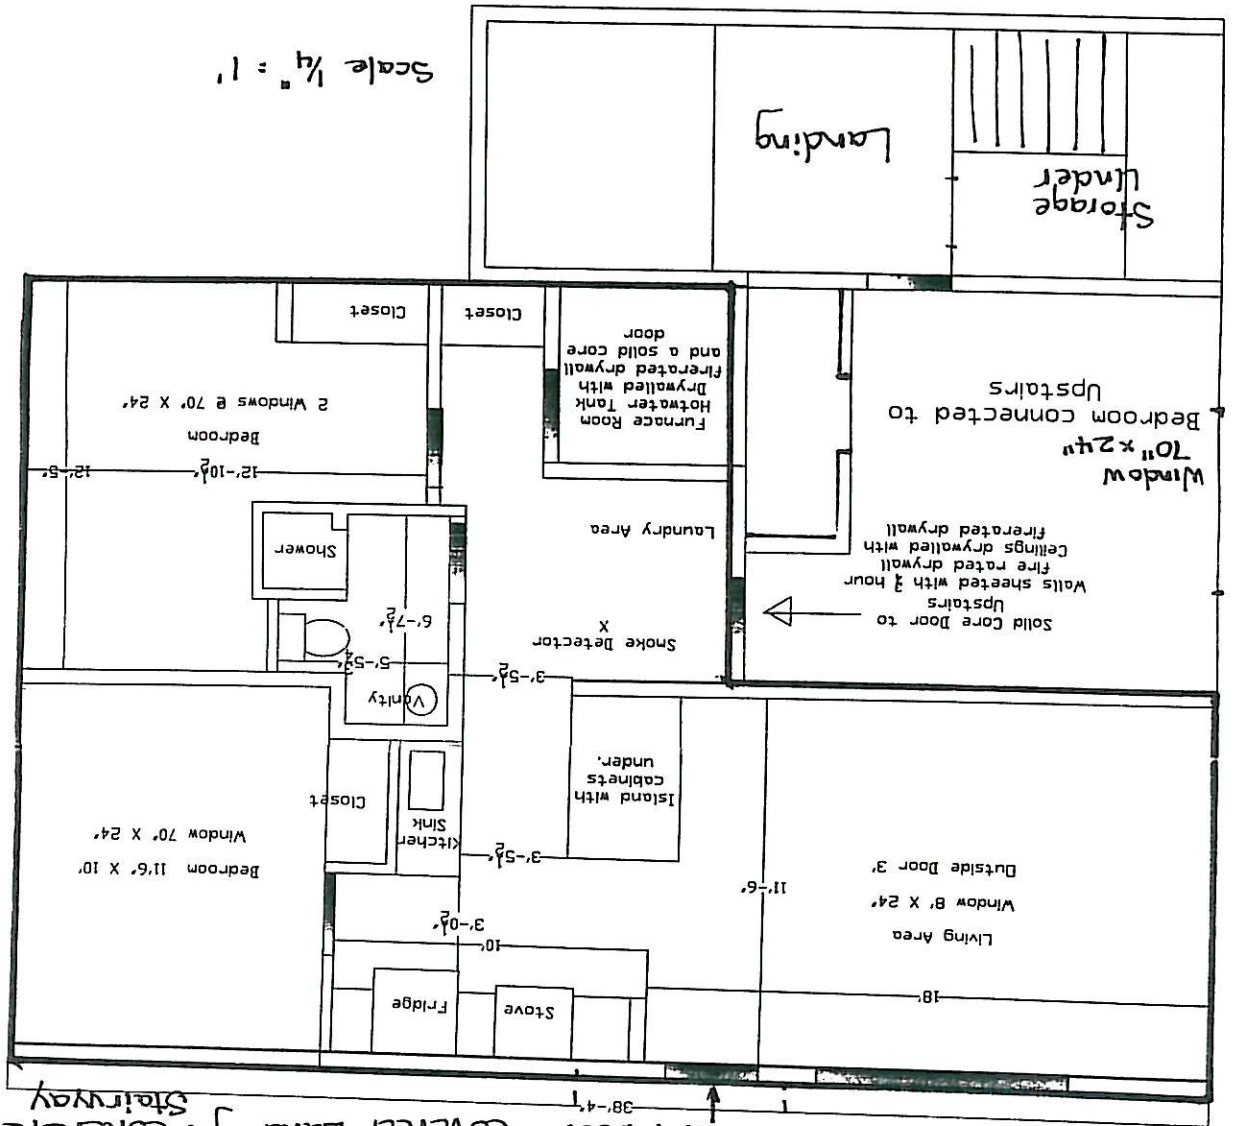 Stairway
38'-4"
18'
Living Area
Window 8' X 24"
Outside Door 3'
11'-6"
Stove
Fridge
10'
3'-0½"
Bedroom 11'6" X 10'
Window 70" X 24"
3'-5½"
Kitchen
Sink
Closet
Island with
cabinets
under.
Vanity
3'-5½"
5'-5½"
6'-7½"
Smoke Detector
X
Solid Core Door to
Upstairs
Walls sheeted with ¾ hour
fire rated drywall
Ceilings drywalled with
firerated drywall
Shower
Laundry Area
Window
70" x 24"
Bedroom connected to
Upstairs
12'-10½"
12'-5"
Bedroom
2 Windows @ 70" X 24"
Furnace Room
Hotwater Tank
Drywalled with
firerated drywall
and a solid core
door
Closet
Closet
Storage
Under
Landing
Scale ¼" = 1'